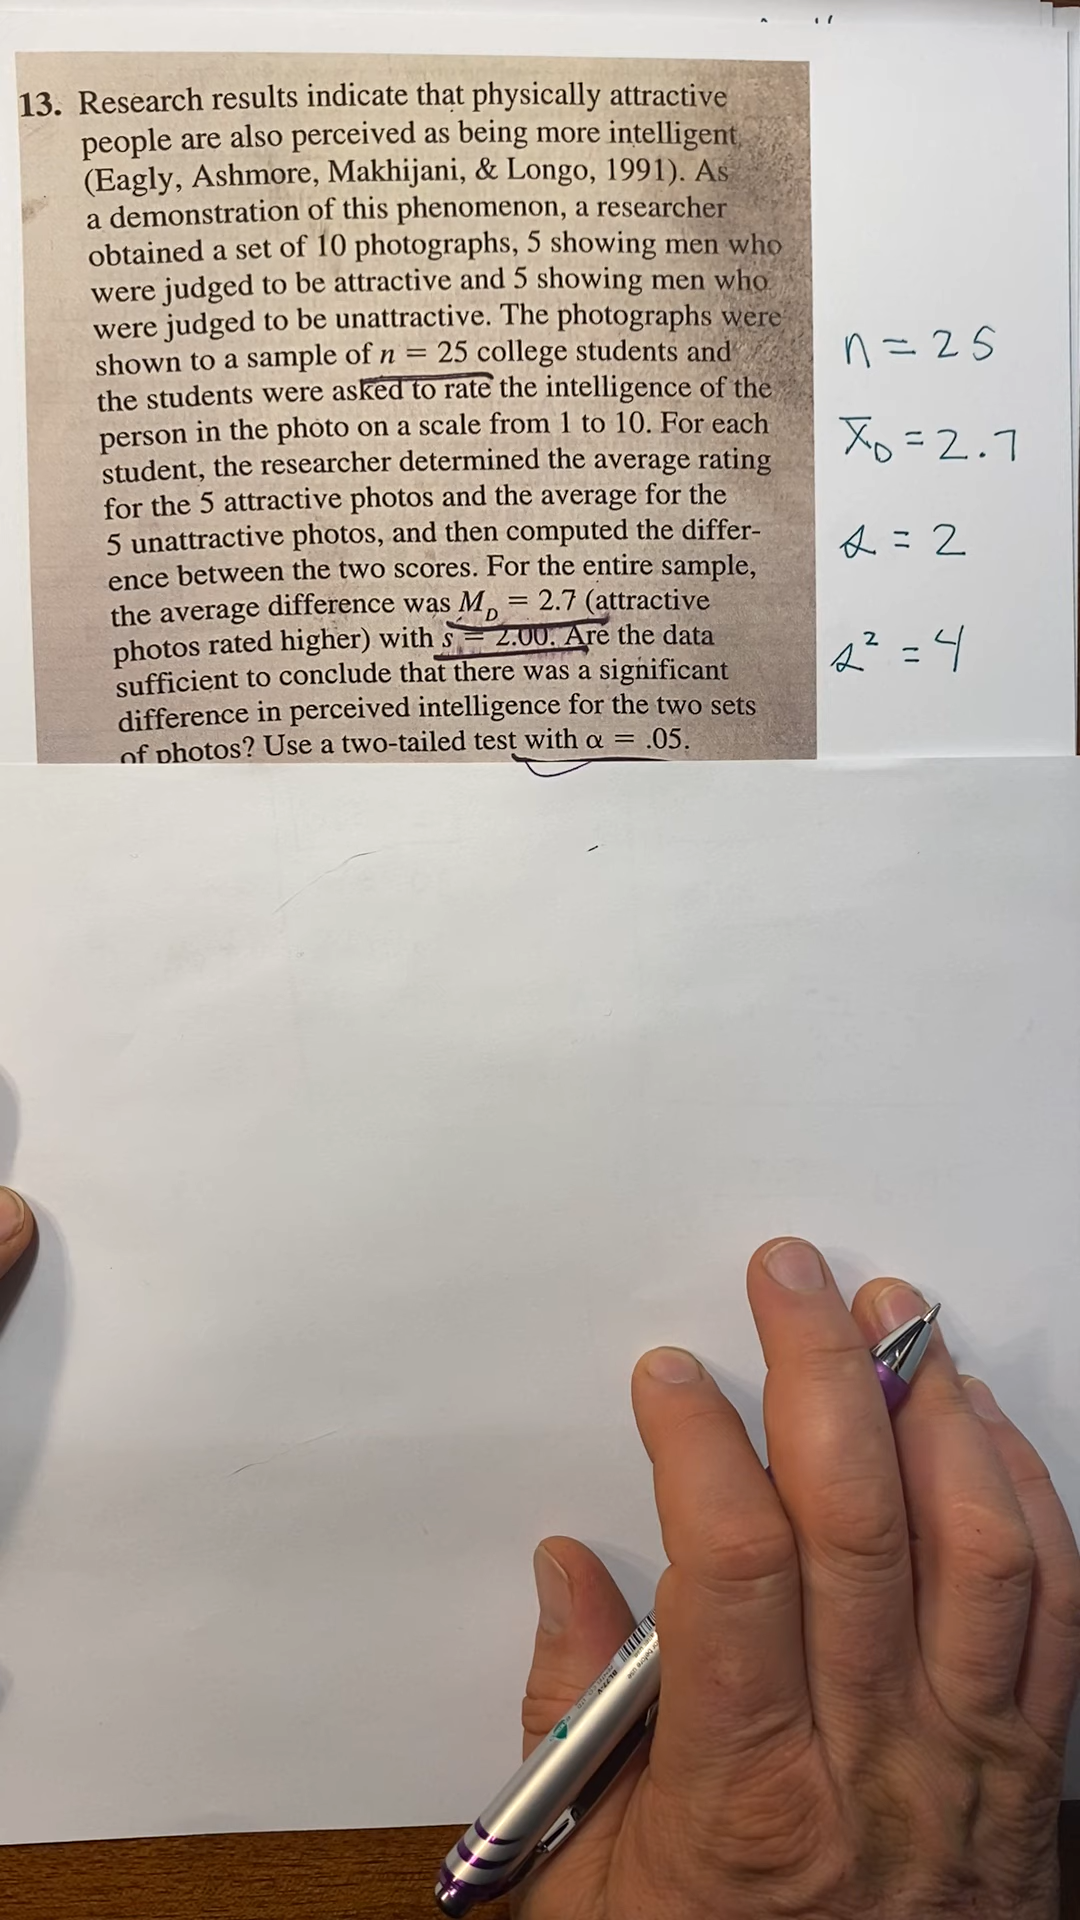 13. Research results indicate that physically attractive
people are also perceived as being more intelligent
(Eagly, Ashmore, Makhijani, & Longo, 1991). As
a demonstration of this phenomenon, a researcher
obtained a set of 10 photographs, 5 showing men who
were judged to be attractive and 5 showing men who
were judged to be unattractive. The photographs were
shown to a sample of n = 25 college students and
the students were asked to rate the intelligence of the
person in the photo on a scale from 1 to 10. For each
student, the researcher determined the average rating
for the 5 attractive photos and the average for the
5 unattractive photos, and then computed the differ-
ence between the two scores. For the entire sample,
the average difference was M_D = 2.7 (attractive
photos rated higher) with s = 2.00. Are the data
sufficient to conclude that there was a significant
difference in perceived intelligence for the two sets
of photos? Use a two-tailed test with α = .05.
n = 25
x̄_D = 2.7
s = 2
s² = 4